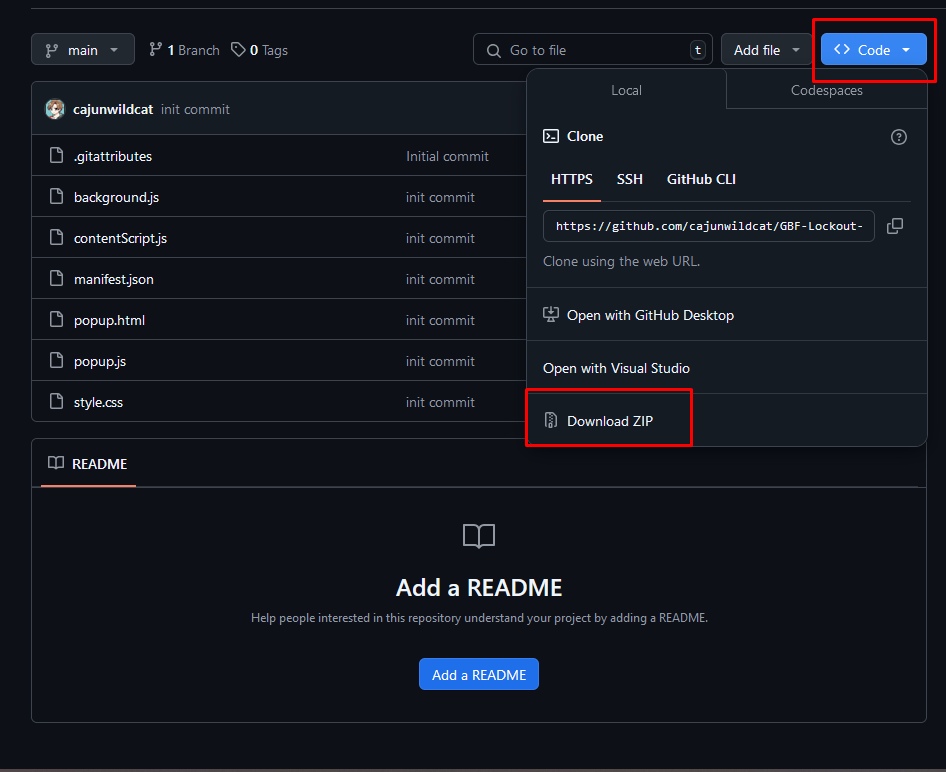 main
1 Branch
0 Tags
Go to file
t
Add file
<> Code
Local
Codespaces
cajunwildcat init commit
Clone
?
.gitattributes Initial commit
HTTPS
SSH
GitHub CLI
background.js init commit
https://github.com/cajunwildcat/GBF-Lockout-
contentScript.js init commit
Clone using the web URL.
manifest.json init commit
Open with GitHub Desktop
popup.html init commit
popup.js init commit
Open with Visual Studio
style.css init commit
Download ZIP
README
Add a README
Help people interested in this repository understand your project by adding a README.
Add a README